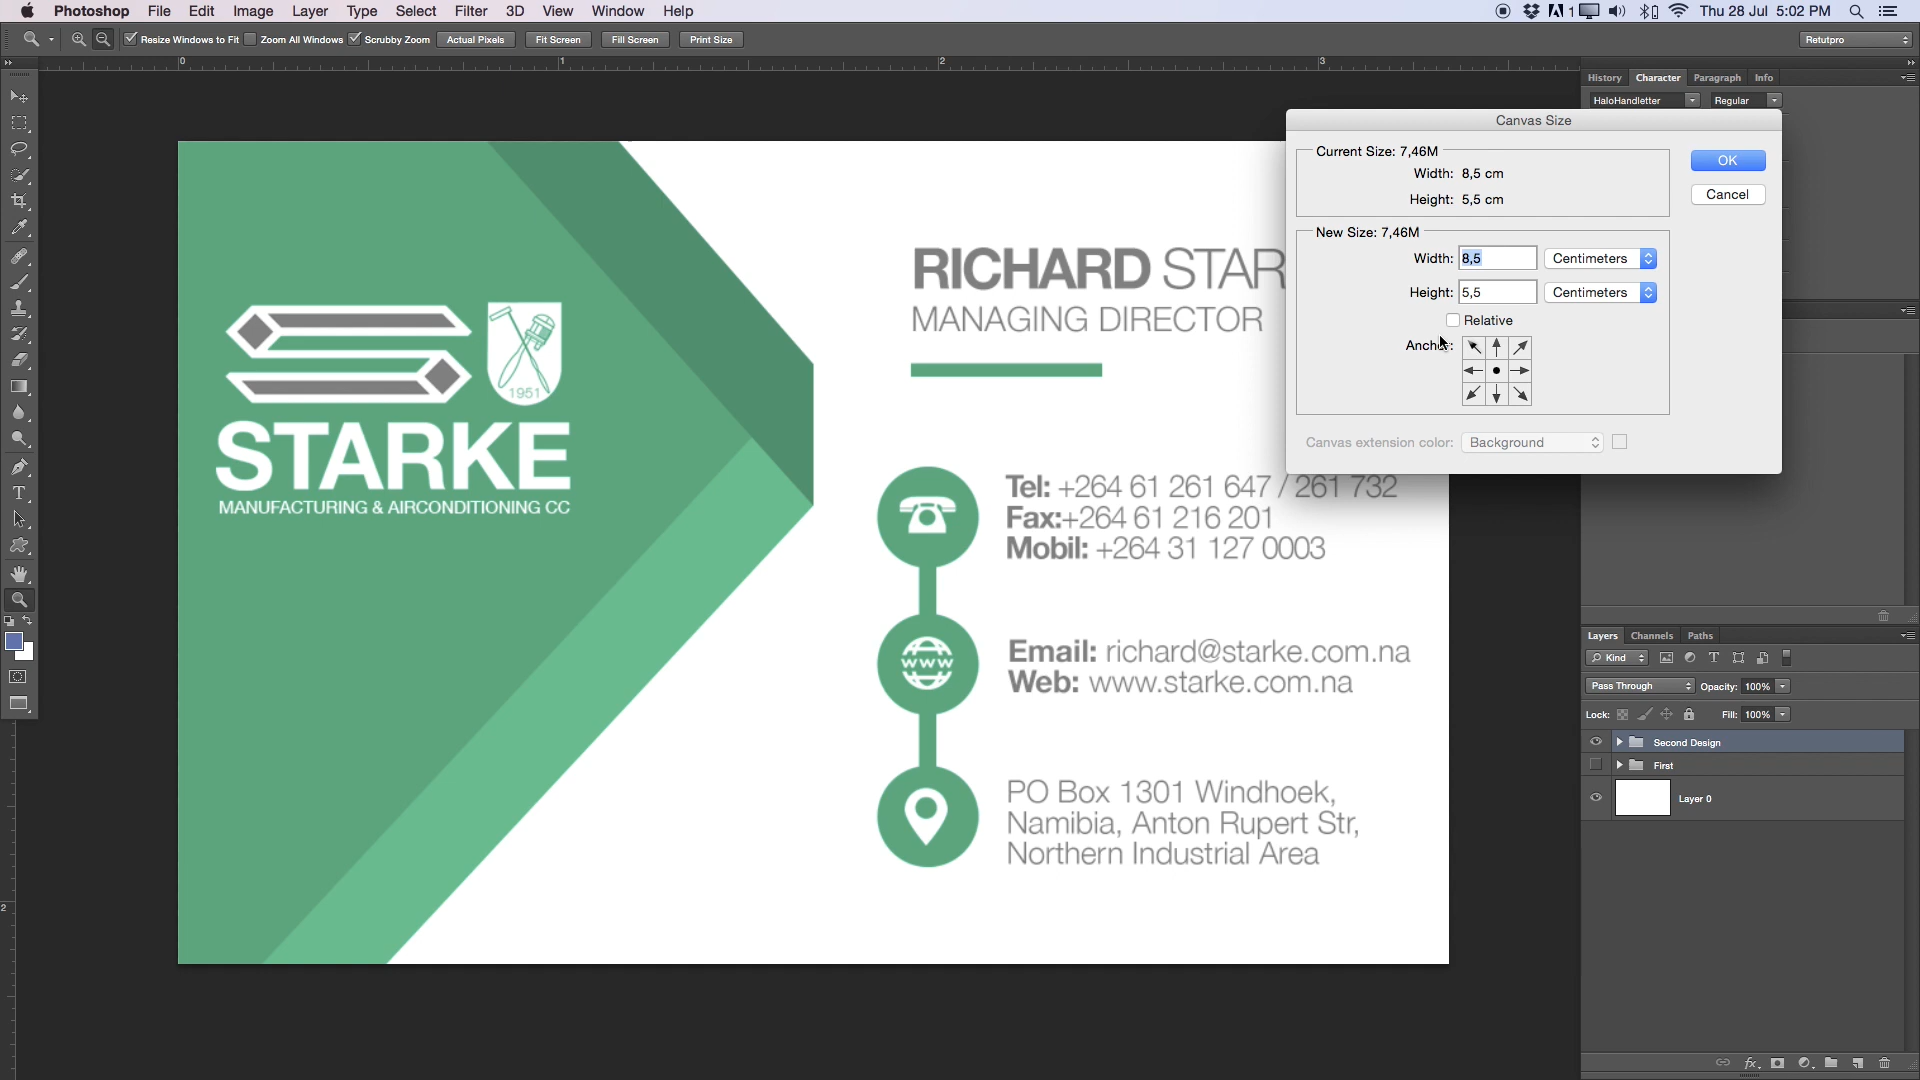 Photoshop File Edit Image Layer Type Select Filter 3D View Window Help
1 Thu 28 Jul 5:02 PM
Resize Windows to Fit Zoom All Windows Scrubby Zoom Actual Pixels Fit Screen Fill Screen Print Size Retutpro
0 1 2 3
History Character Paragraph Info
HaloHandletter Regular
Canvas Size
Current Size: 7,46M
Width: 8,5 cm
Height: 5,5 cm
OK
Cancel
New Size: 7,46M
Width: 8,5 Centimeters
Height: 5,5 Centimeters
Relative
Anchor:
Canvas extension color: Background
RICHARD STAR
MANAGING DIRECTOR
1951
STARKE
MANUFACTURING & AIRCONDITIONING CC
Tel: +264 61 261 647 / 261 732
Fax:+264 61 216 201
Mobil: +264 31 127 0003
www
Email: richard@starke.com.na
Web: www.starke.com.na
PO Box 1301 Windhoek,
Namibia, Anton Rupert Str,
Northern Industrial Area
2
Layers Channels Paths
Kind
Pass Through Opacity: 100%
Lock: Fill: 100%
Second Design
First
Layer 0
fx